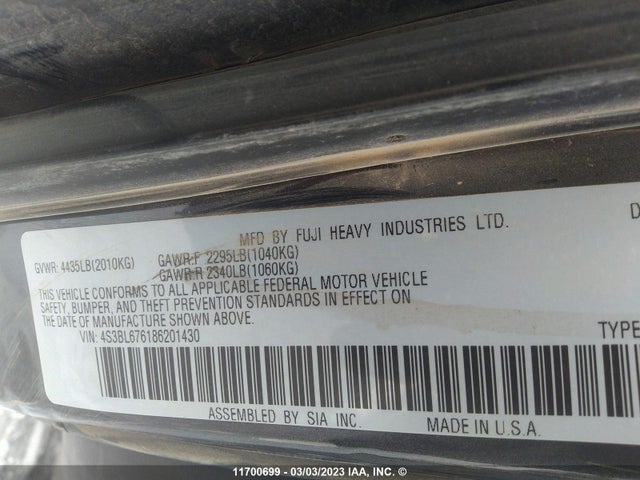 MFD BY FUJI HEAVY INDUSTRIES LTD.
D
GVWR: 4435LB(2010KG) GAWR:F 2295LB(1040KG)
GAWR:R 2340LB(1060KG)
THIS VEHICLE CONFORMS TO ALL APPLICABLE FEDERAL MOTOR VEHICLE
SAFETY, BUMPER, AND THEFT PREVENTION STANDARDS IN EFFECT ON
THE DATE OF MANUFACTURE SHOWN ABOVE.
VIN: 4S3BL676186201430
TYPE
ASSEMBLED BY SIA INC.
MADE IN U.S.A.
11700699 - 03/03/2023 IAA, INC. ©